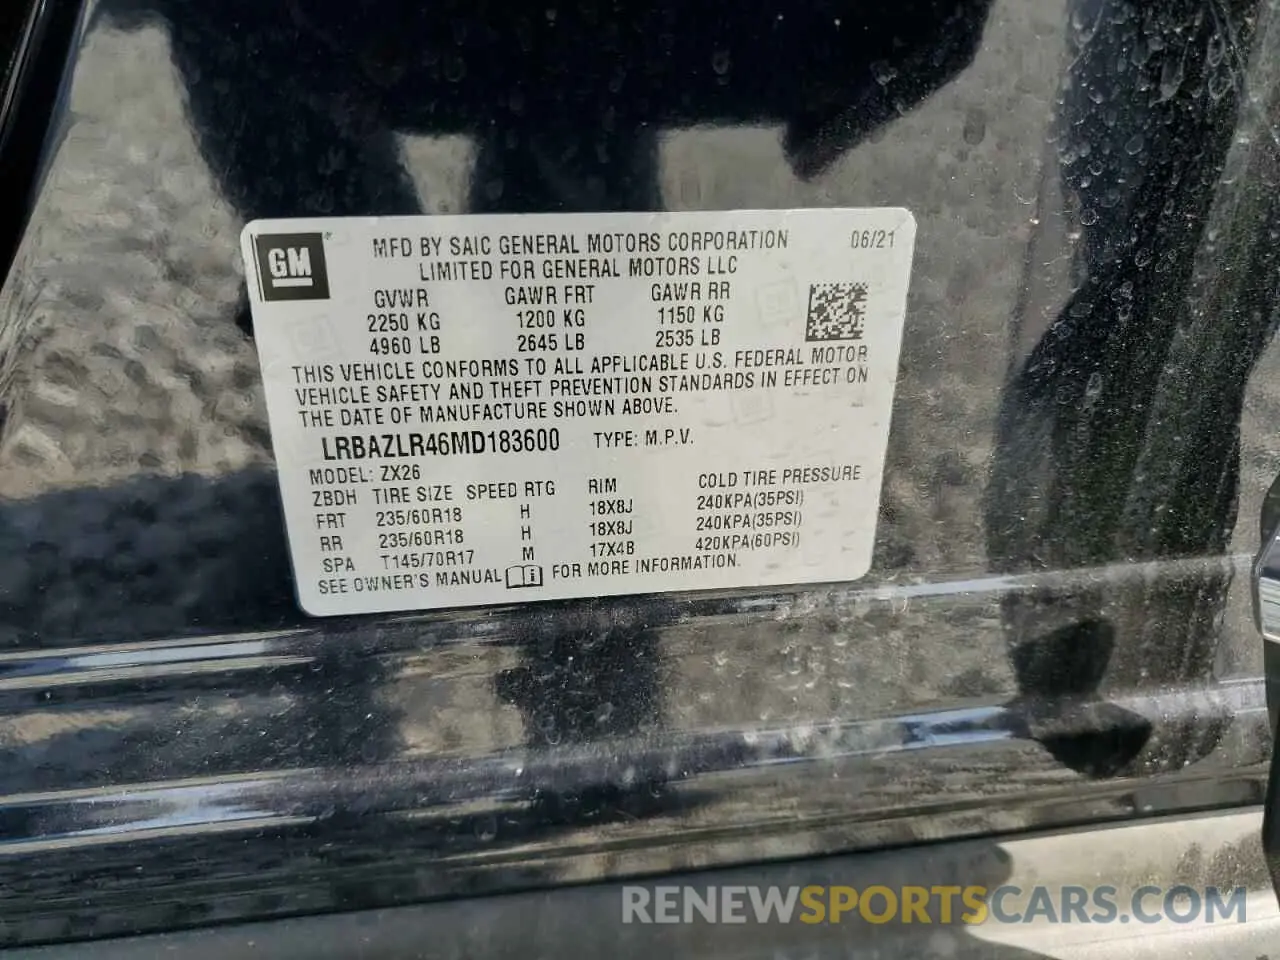 GM® MFD BY SAIC GENERAL MOTORS CORPORATION 06/21
LIMITED FOR GENERAL MOTORS LLC
GVWR GAWR FRT GAWR RR
2250 KG 1200 KG 1150 KG
4960 LB 2645 LB 2535 LB
THIS VEHICLE CONFORMS TO ALL APPLICABLE U.S. FEDERAL MOTOR
VEHICLE SAFETY AND THEFT PREVENTION STANDARDS IN EFFECT ON
THE DATE OF MANUFACTURE SHOWN ABOVE.
LRBAZLR46MD183600 TYPE: M.P.V.
MODEL: ZX26
ZBDH TIRE SIZE SPEED RTG RIM COLD TIRE PRESSURE
FRT 235/60R18 H 18X8J 240KPA(35PSI)
RR 235/60R18 H 18X8J 240KPA(35PSI)
SPA T145/70R17 M 17X4B 420KPA(60PSI)
SEE OWNER'S MANUAL FOR MORE INFORMATION.
RENEWSPORTSCARS.COM